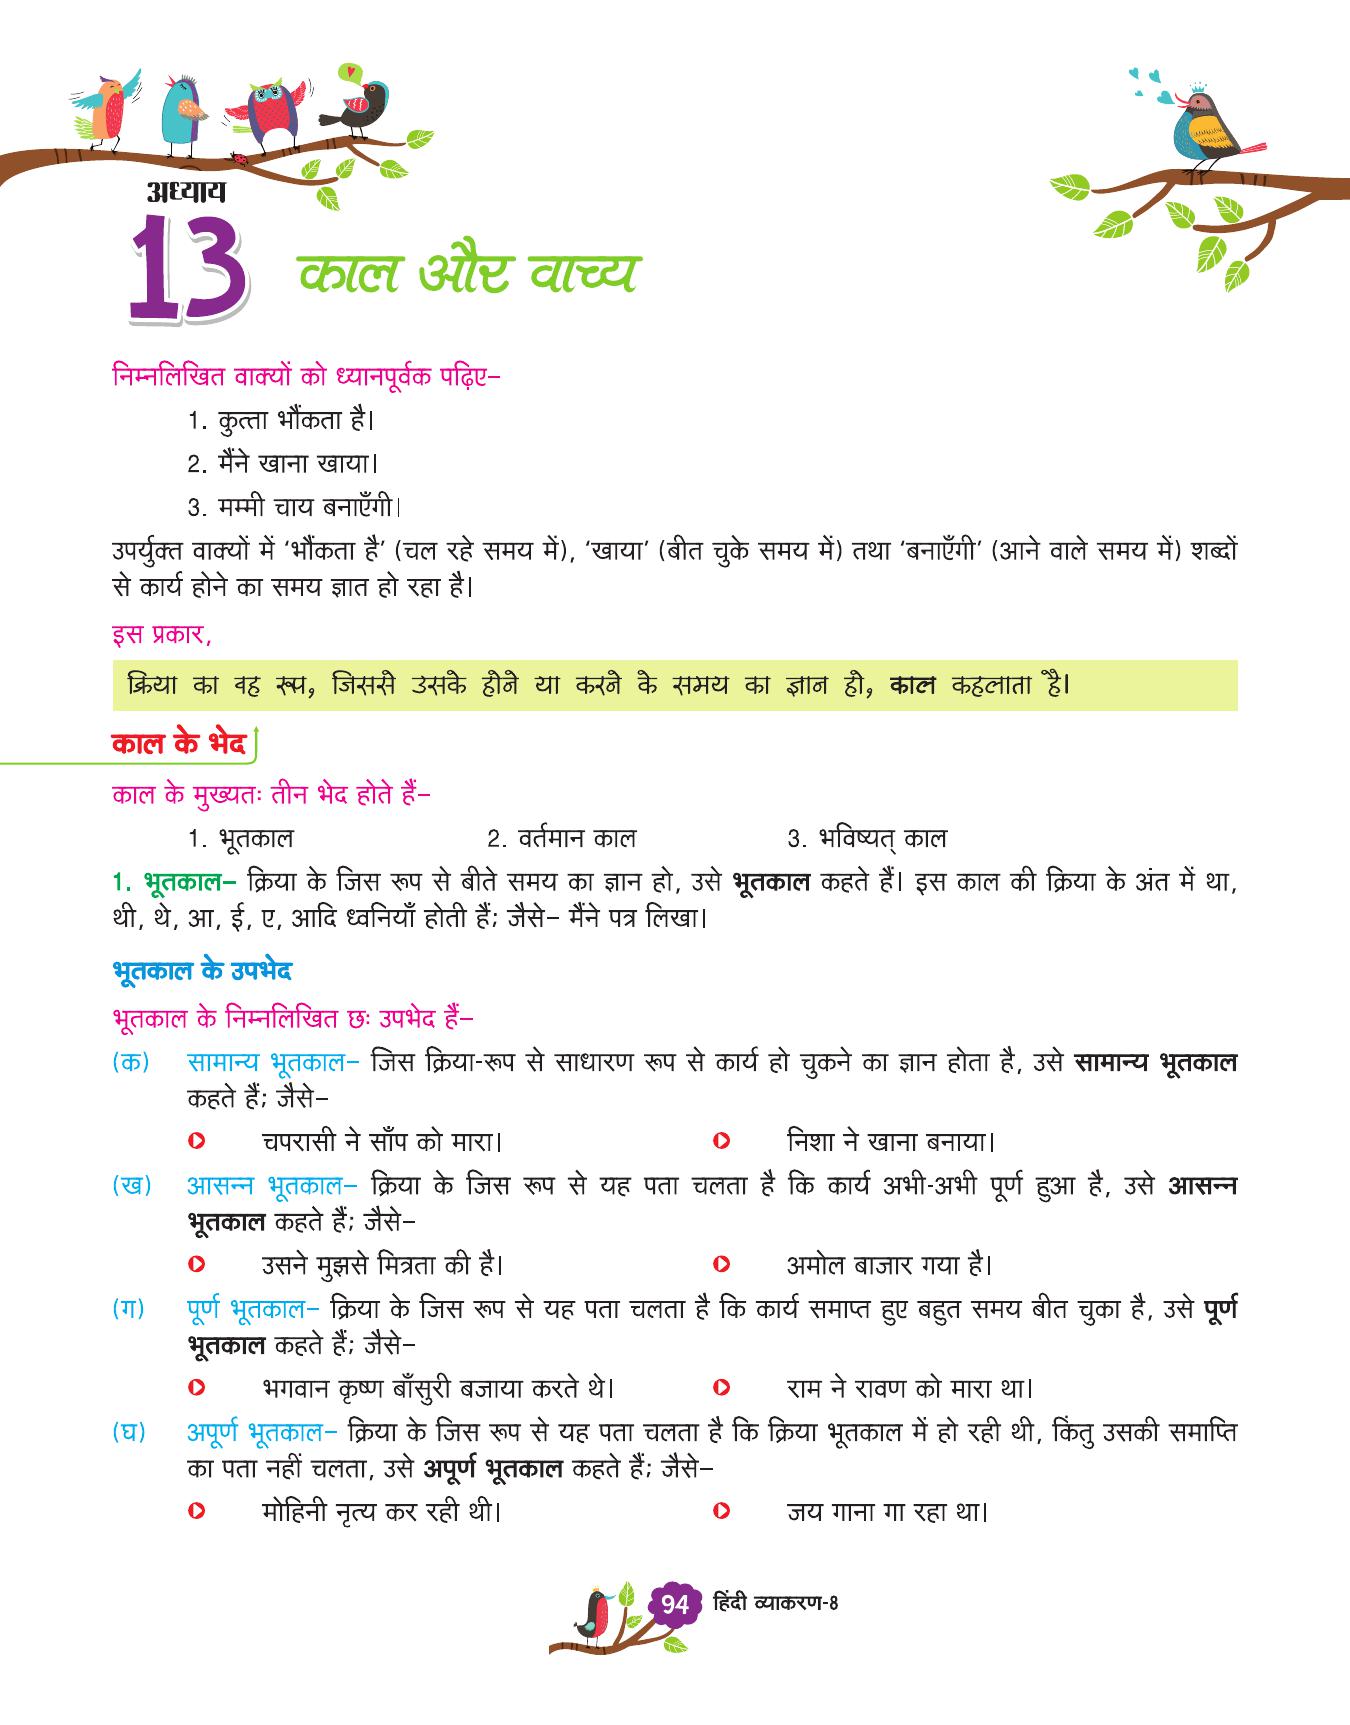 अध्याय
13 काल और वाच्य
निम्नलिखित वाक्यों को ध्यानपूर्वक पढ़िए–
1. कुत्ता भौंकता है।
2. मैंने खाना खाया।
3. मम्मी चाय बनाएँगी।
उपर्युक्त वाक्यों में ‘भौंकता है’ (चल रहे समय में), ‘खाया’ (बीत चुके समय में) तथा ‘बनाएँगी’ (आने वाले समय में) शब्दों
से कार्य होने का समय ज्ञात हो रहा है।
इस प्रकार,
क्रिया का वह रूप, जिससे उसके होने या करने के समय का ज्ञान हो, काल कहलाता है।
काल के भेद
काल के मुख्यतः तीन भेद होते हैं–
1. भूतकाल 2. वर्तमान काल 3. भविष्यत् काल
1. भूतकाल– क्रिया के जिस रूप से बीते समय का ज्ञान हो, उसे भूतकाल कहते हैं। इस काल की क्रिया के अंत में था,
थी, थे, आ, ई, ए, आदि ध्वनियाँ होती हैं; जैसे– मैंने पत्र लिखा।
भूतकाल के उपभेद
भूतकाल के निम्नलिखित छः उपभेद हैं–
(क) सामान्य भूतकाल– जिस क्रिया-रूप से साधारण रूप से कार्य हो चुकने का ज्ञान होता है, उसे सामान्य भूतकाल
कहते हैं; जैसे–
चपरासी ने साँप को मारा। निशा ने खाना बनाया।
(ख) आसन्न भूतकाल– क्रिया के जिस रूप से यह पता चलता है कि कार्य अभी-अभी पूर्ण हुआ है, उसे आसन्न
भूतकाल कहते हैं; जैसे–
उसने मुझसे मित्रता की है। अमोल बाजार गया है।
(ग) पूर्ण भूतकाल– क्रिया के जिस रूप से यह पता चलता है कि कार्य समाप्त हुए बहुत समय बीत चुका है, उसे पूर्ण
भूतकाल कहते हैं; जैसे–
भगवान कृष्ण बाँसुरी बजाया करते थे। राम ने रावण को मारा था।
(घ) अपूर्ण भूतकाल– क्रिया के जिस रूप से यह पता चलता है कि क्रिया भूतकाल में हो रही थी, किंतु उसकी समाप्ति
का पता नहीं चलता, उसे अपूर्ण भूतकाल कहते हैं; जैसे–
मोहिनी नृत्य कर रही थी। जय गाना गा रहा था।
94 हिंदी व्याकरण-8